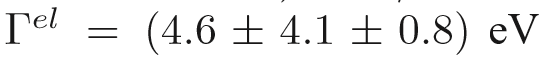 Γ^{el} = (4.6 ± 4.1 ± 0.8) eV